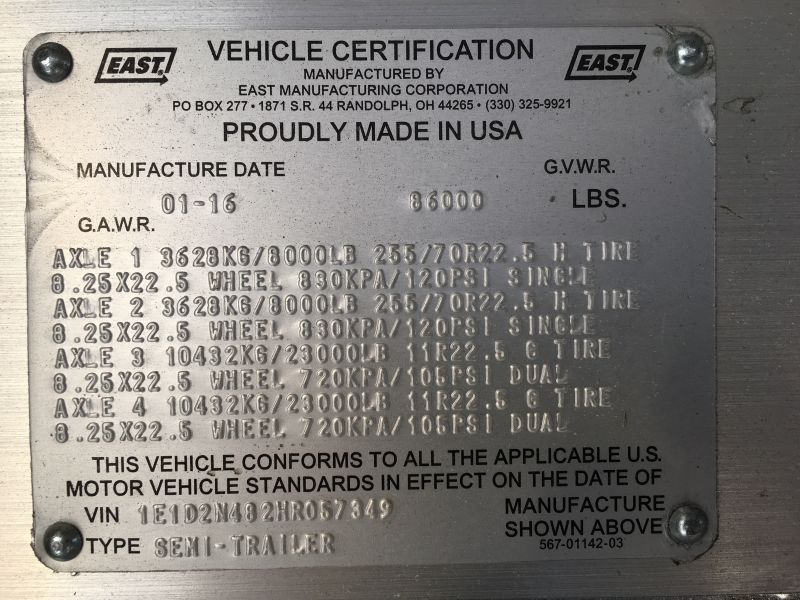 EAST VEHICLE CERTIFICATION EAST
MANUFACTURED BY
EAST MANUFACTURING CORPORATION
PO BOX 277 • 1871 S.R. 44 RANDOLPH, OH 44265 • (330) 325-9921
PROUDLY MADE IN USA
MANUFACTURE DATE G.V.W.R.
01-16 86000 LBS.
G.A.W.R.
AXLE 1 3628KG/8000LB 255/70R22.5 H TIRE
8.25X22.5 WHEEL 830KPA/120PSI SINGLE
AXLE 2 3628KG/8000LB 255/70R22.5 H TIRE
8.25X22.5 WHEEL 830KPA/120PSI SINGLE
AXLE 3 10432KG/23000LB 11R22.5 G TIRE
8.25X22.5 WHEEL 720KPA/105PSI DUAL
AXLE 4 10432KG/23000LB 11R22.5 G TIRE
8.25X22.5 WHEEL 720KPA/105PSI DUAL
THIS VEHICLE CONFORMS TO ALL THE APPLICABLE U.S.
MOTOR VEHICLE STANDARDS IN EFFECT ON THE DATE OF
VIN 1E1D2N482HR057349 MANUFACTURE
TYPE SEMI-TRAILER SHOWN ABOVE
567-01142-03